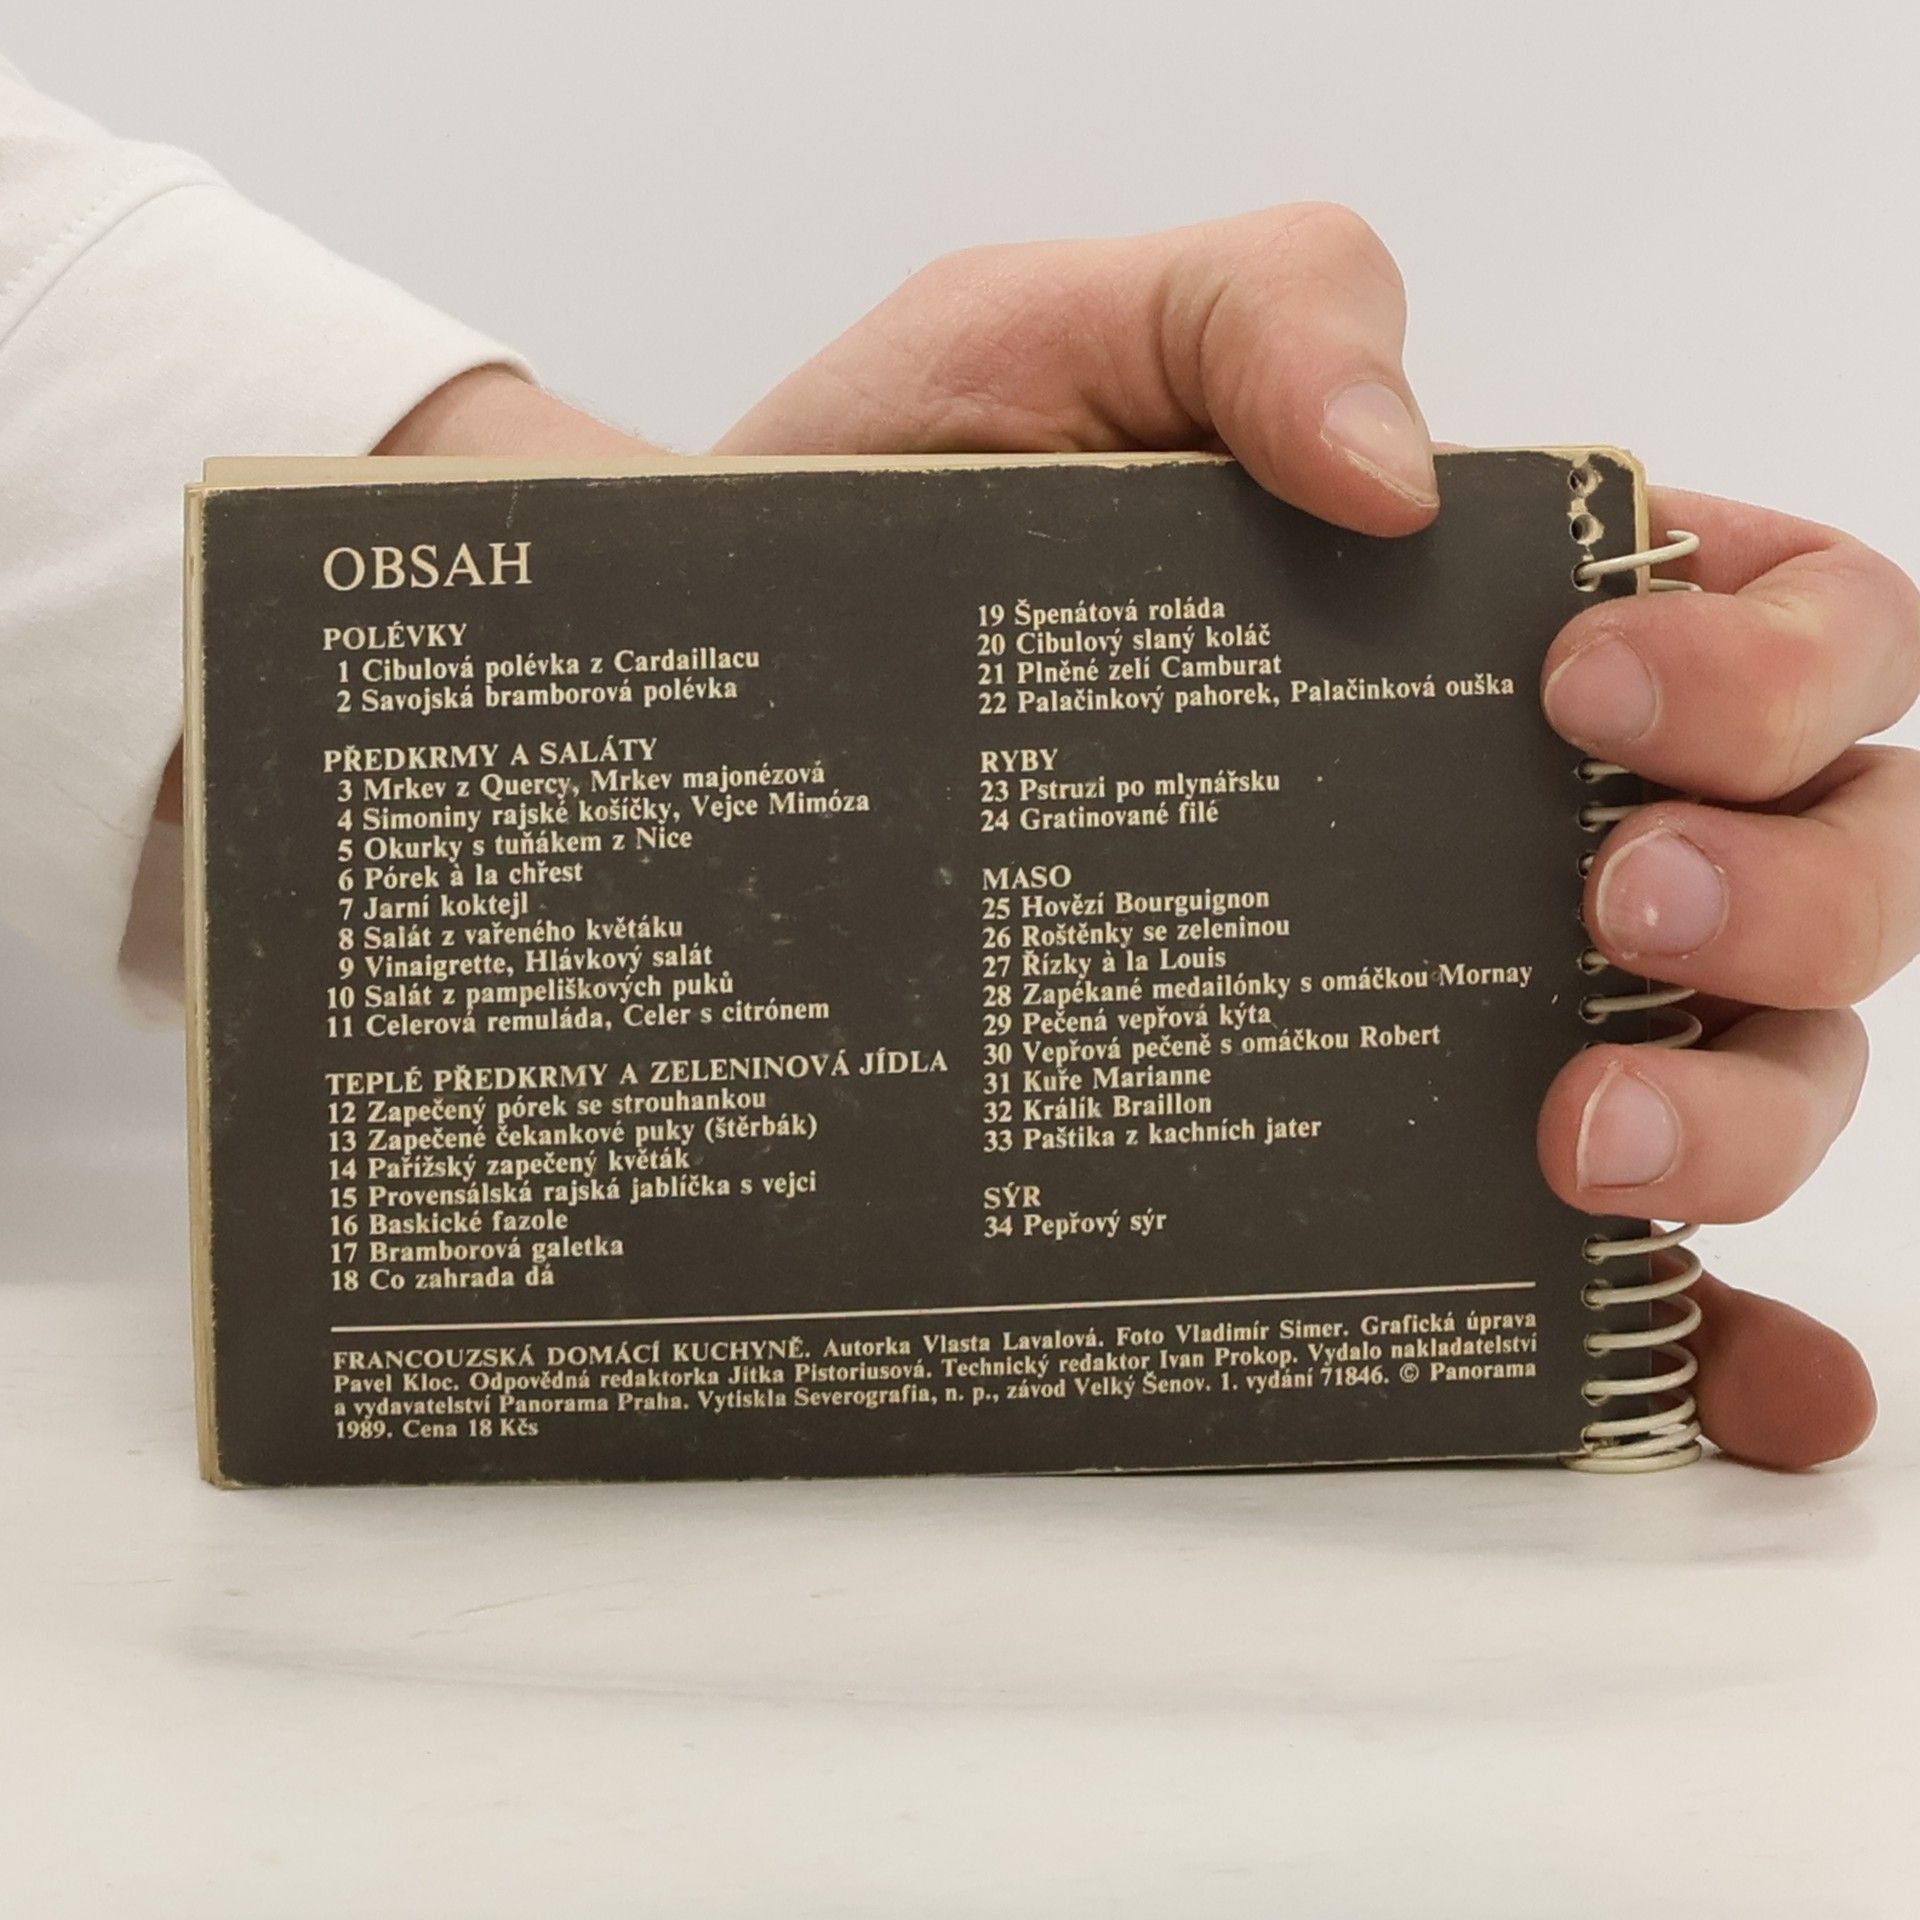 OBSAH
POLÉVKY
1 Cibulová polévka z Cardaillacu
2 Savojská bramborová polévka
PŘEDKRMY A SALÁTY
3 Mrkev z Quercy, Mrkev majonézová
4 Simoniny rajské košíčky, Vejce Mimóza
5 Okurky s tuňákem z Nice
6 Pórek à la chřest
7 Jarní koktejl
8 Salát z vařeného květáku
9 Vinaigrette, Hlávkový salát
10 Salát z pampeliškových puků
11 Celerová remuláda, Celer s citrónem
TEPLÉ PŘEDKRMY A ZELENINOVÁ JÍDLA
12 Zapečený pórek se strouhankou
13 Zapečené čekankové puky (štěrbák)
14 Pařížský zapečený květák
15 Provensálská rajská jablíčka s vejci
16 Baskické fazole
17 Bramborová galetka
18 Co zahrada dá
19 Špenátová roláda
20 Cibulový slaný koláč
21 Plněné zelí Camburat
22 Palačinkový pahorek, Palačinková ouška
RYBY
23 Pstruzi po mlynářsku
24 Gratinované filé
MASO
25 Hovězí Bourguignon
26 Roštěnky se zeleninou
27 Řízky à la Louis
28 Zapékané medailónky s omáčkou Mornay
29 Pečená vepřová kýta
30 Vepřová pečeně s omáčkou Robert
31 Kuře Marianne
32 Králík Braillon
33 Paštika z kachních jater
SÝR
34 Pepřový sýr
FRANCOUZSKÁ DOMÁCÍ KUCHYNĚ. Autorka Vlasta Lavalová. Foto Vladimír Simer. Grafická úprava
Pavel Kloc. Odpovědná redaktorka Jitka Pistoriusová. Technický redaktor Ivan Prokop. Vydalo nakladatelství
a vydavatelství Panorama Praha. Vytiskla Severografia, n. p., závod Velký Šenov. 1. vydání 71846. © Panorama
1989. Cena 18 Kčs